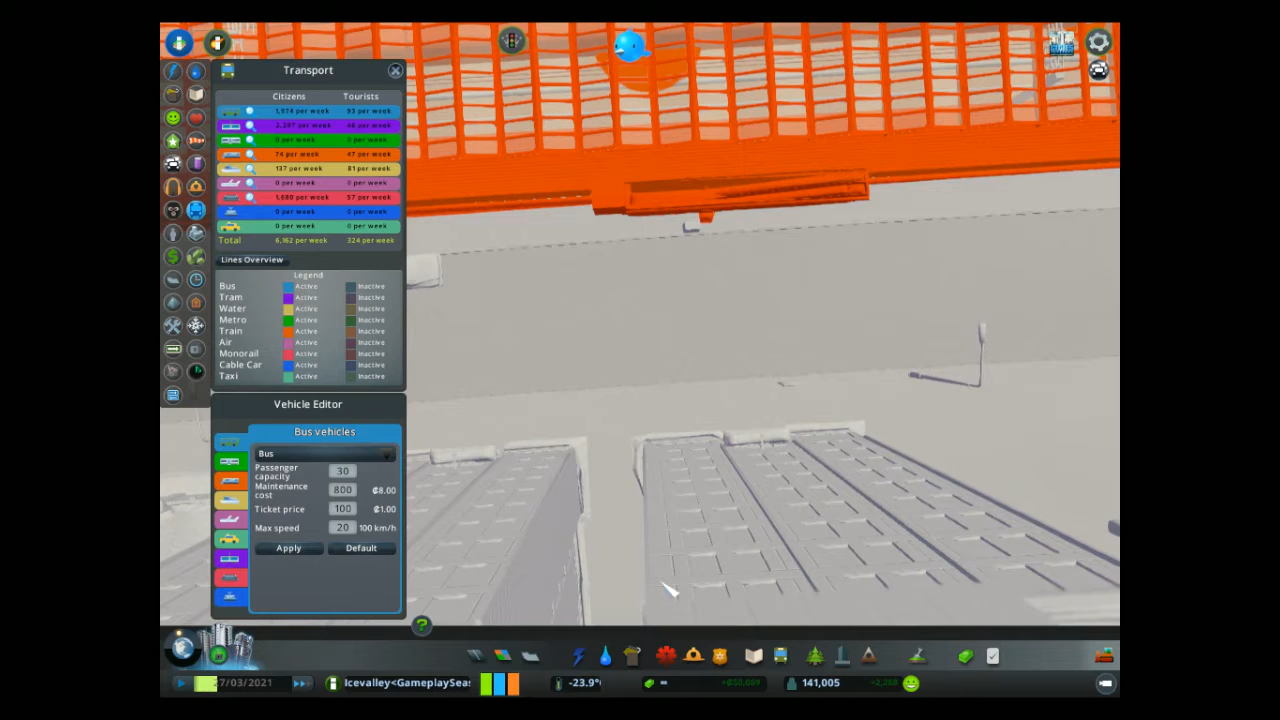 Transport
Citizens Tourists
1,974 per week 93 per week
2,297 per week 46 per week
0 per week 0 per week
74 per week 47 per week
137 per week 81 per week
0 per week 0 per week
1,680 per week 57 per week
0 per week 0 per week
0 per week 0 per week
Total 6,162 per week 324 per week
Lines Overview
Legend
Bus Active Inactive
Tram Active Inactive
Water Active Inactive
Metro Active Inactive
Train Active Inactive
Air Active Inactive
Monorail Active Inactive
Cable Car Active Inactive
Taxi Active Inactive
Vehicle Editor
Bus vehicles
Bus
Passenger capacity 30
Maintenance cost 800 ₡8.00
Ticket price 100 ₡1.00
Max speed 20 100 km/h
Apply Default
?
27/03/2021 Icevalley<GameplaySeas -23.9° 141,005